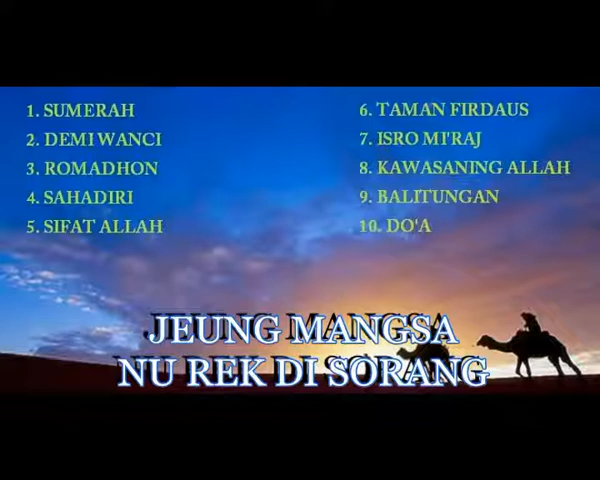 1. SUMERAH
2. DEMI WANCI
3. ROMADHON
4. SAHADIRI
5. SIFAT ALLAH
6. TAMAN FIRDAUS
7. ISRO MI'RAJ
8. KAWASANING ALLAH
9. BALITUNGAN
10. DO'A
JEUNG MANGSA
NU REK DI SORANG